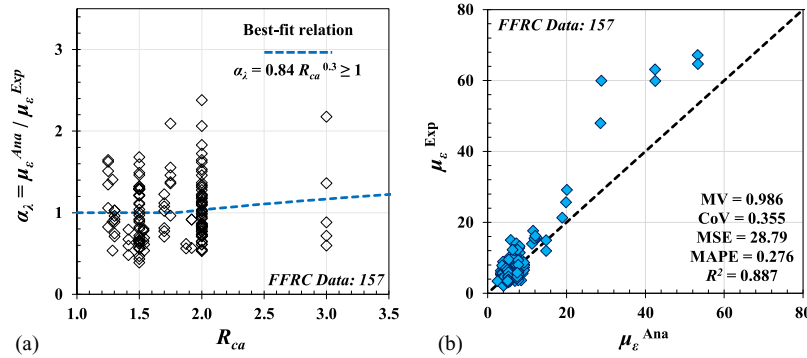 Best-fit relation
α_λ = 0.84 R_ca^0.3 ≥ 1
α_λ = μ_ε^Ana / μ_ε^Exp
3
2
1
0
1.0 1.5 2.0 2.5 3.0 3.5
R_ca
FFRC Data: 157
(a)
FFRC Data: 157
μ_ε^Exp
80
60
40
20
0
MV = 0.986
CoV = 0.355
MSE = 28.79
MAPE = 0.276
R² = 0.887
0 20 40 60 80
μ_ε^Ana
(b)